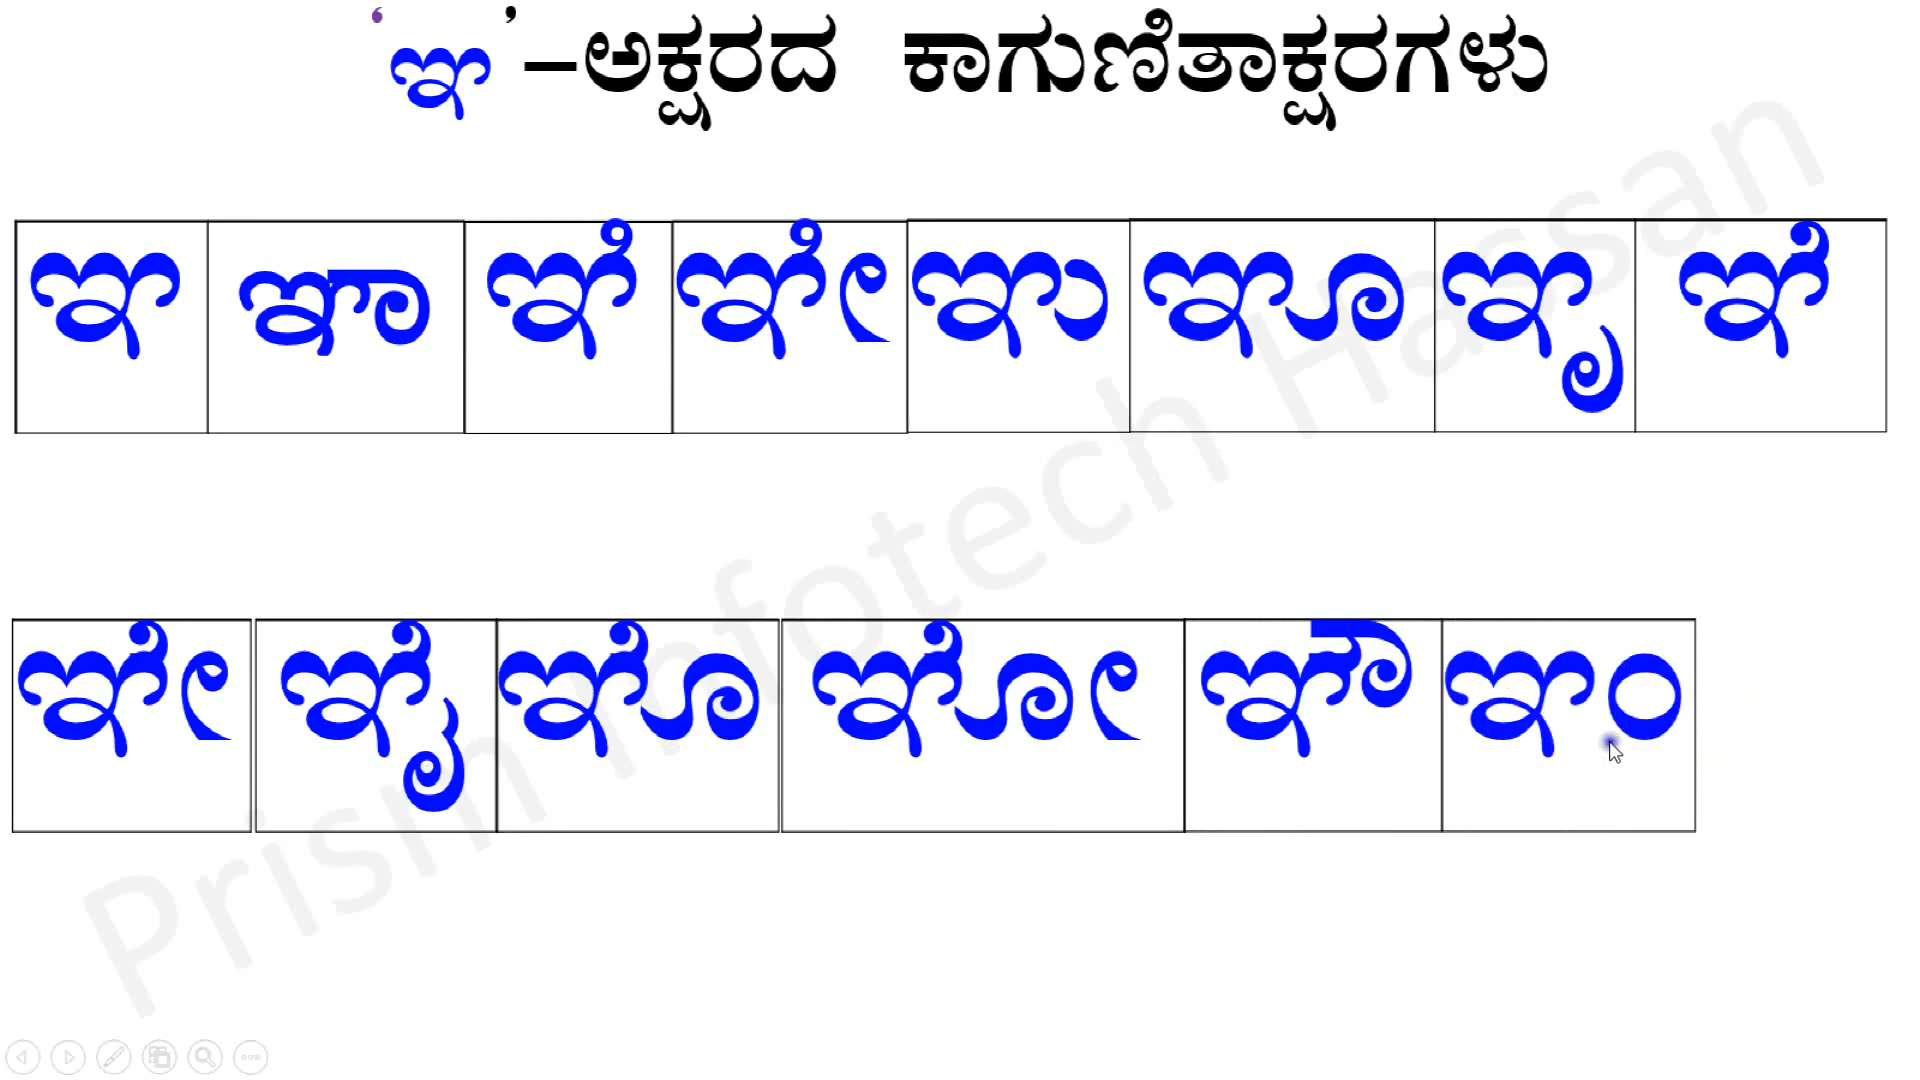 ‘ಞ’–ಅಕ್ಷರದ ಕಾಗುಣಿತಾಕ್ಷರಗಳು
ಞ ಞಾ ಞಿ ಞೀ ಞು ಞೂ ಞೃ ಞೆ
ಞೇ ಞೈ ಞೊ ಞೋ ಞೌ ಞಂ
Prism Infotech Hassan